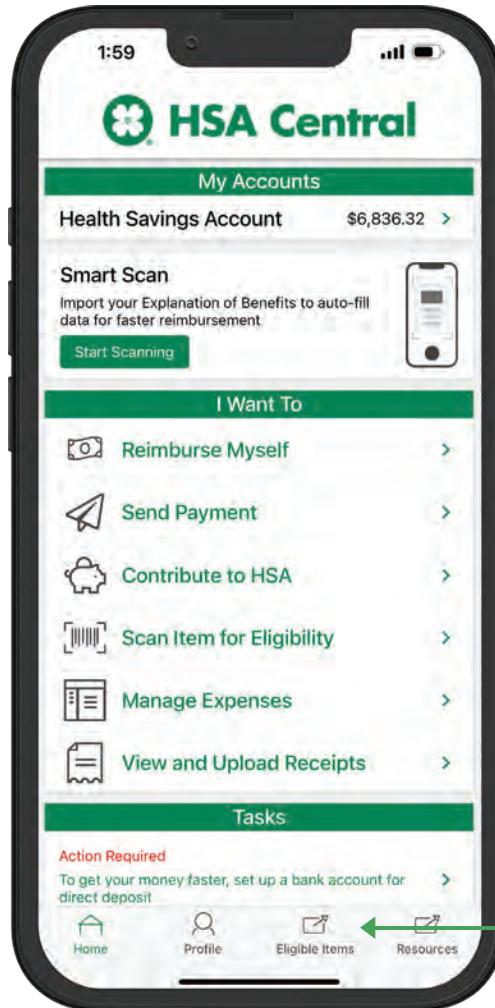 1:59
HSA Central
My Accounts
Health Savings Account $6,836.32 >
Smart Scan
Import your Explanation of Benefits to auto-fill
data for faster reimbursement
Start Scanning
I Want To
Reimburse Myself >
Send Payment >
Contribute to HSA >
Scan Item for Eligibility >
Manage Expenses >
View and Upload Receipts >
Tasks
Action Required
To get your money faster, set up a bank account for >
direct deposit
Home Profile Eligible Items Resources